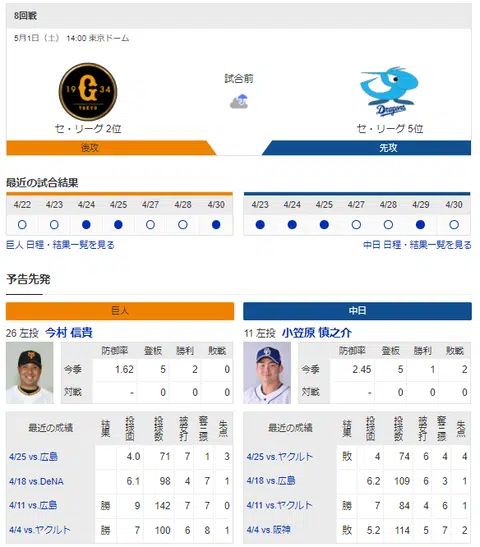 8回戦
5月1日（土） 14:00 東京ドーム
19 G 34
TOKYO
試合前
Dragons
セ・リーグ 2位
セ・リーグ 5位
後攻
先攻
最近の試合結果
4/22 4/23 4/24 4/25 4/27 4/28 4/30
4/23 4/24 4/25 4/27 4/28 4/29 4/30
○ ○ ● ● ○ ○ ●
● ● ● ○ ○ ● ○
巨人 日程・結果一覧を見る
中日 日程・結果一覧を見る
予告先発
巨人
中日
26 左投 今村 信貴
11 左投 小笠原 慎之介
防御率 登板 勝利 敗戦
今季 1.62 5 2 0
対戦 - 0 0 0
防御率 登板 勝利 敗戦
今季 2.45 5 1 2
対戦 - 0 0 0
最近の成績 結果 投球回 投球数 被安打 奪三振 失点
4/25 vs.広島 4.0 71 7 1 3
4/18 vs.DeNA 6.1 98 4 7 1
4/11 vs.広島 勝 9 142 7 7 0
4/4 vs.ヤクルト 勝 7 100 6 8 1
最近の成績 結果 投球回 投球数 被安打 奪三振 失点
4/25 vs.ヤクルト 敗 4 74 6 4 4
4/18 vs.広島 6.2 109 6 3 1
4/11 vs.ヤクルト 勝 7 84 4 6 1
4/4 vs.阪神 敗 5.2 114 5 7 2